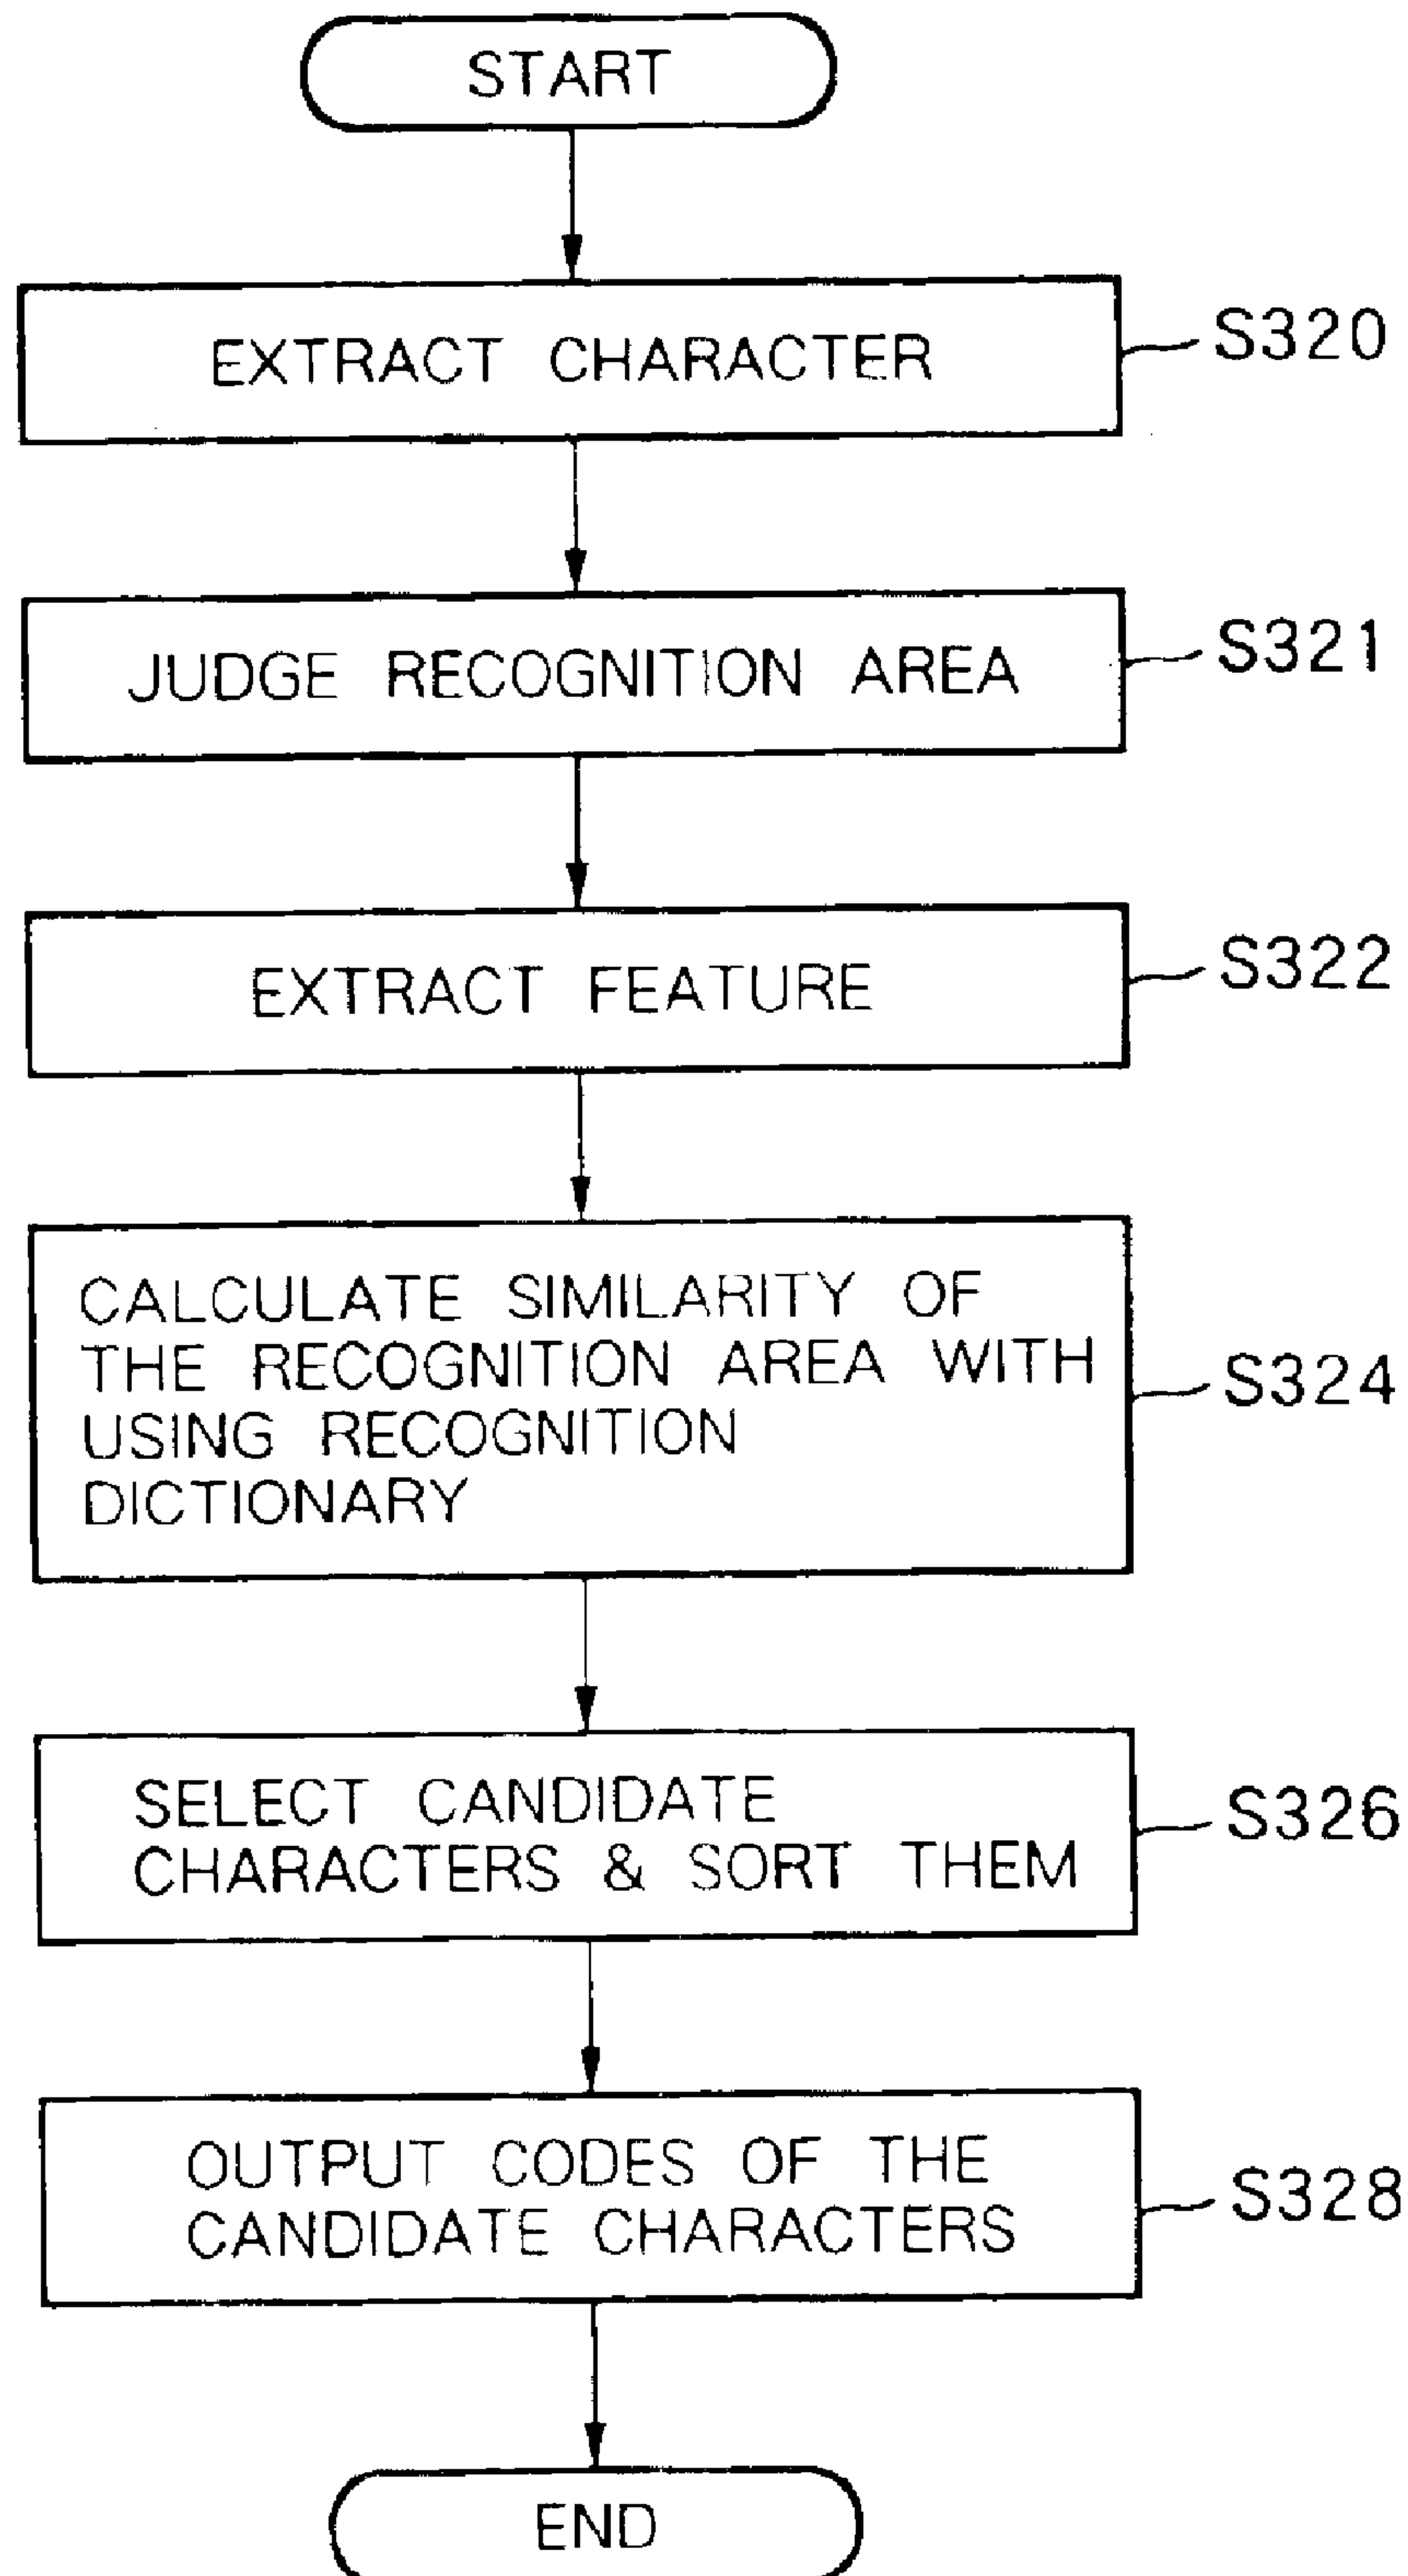 START
EXTRACT CHARACTER
S320
JUDGE RECOGNITION AREA
S321
EXTRACT FEATURE
S322
CALCULATE SIMILARITY OF
THE RECOGNITION AREA WITH
USING RECOGNITION
DICTIONARY
S324
SELECT CANDIDATE
CHARACTERS & SORT THEM
S326
OUTPUT CODES OF THE
CANDIDATE CHARACTERS
S328
END